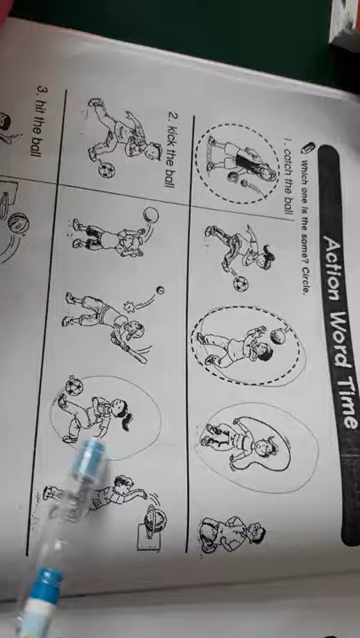 Action Word Time
Which one is the same? Circle.
1. catch the ball
2. kick the ball
3. hit the ball